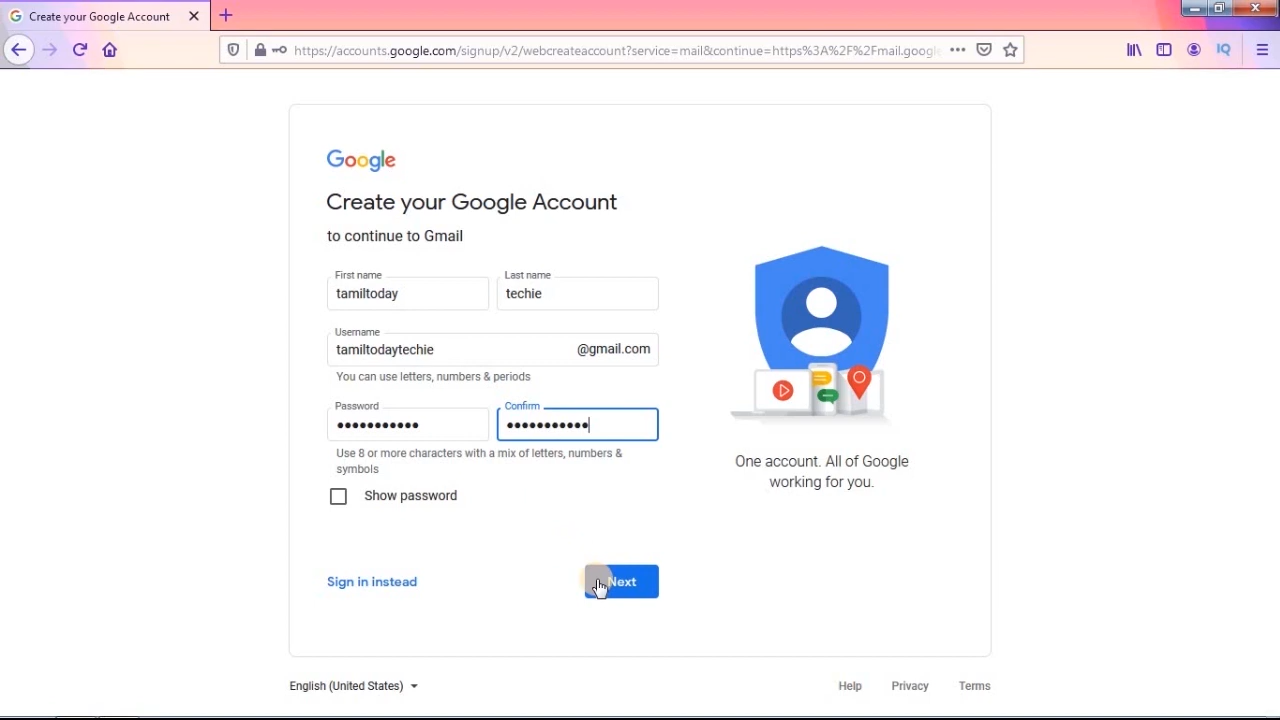 Create your Google Account
https://accounts.google.com/signup/v2/webcreateaccount?service=mail&continue=https%3A%2F%2Fmail.google
IQ
Google
Create your Google Account
to continue to Gmail
First name
Last name
tamiltoday
techie
Username
tamiltodaytechie
@gmail.com
You can use letters, numbers & periods
Password
Confirm
•••••••••••
•••••••••••
Use 8 or more characters with a mix of letters, numbers &
symbols
Show password
One account. All of Google
working for you.
Sign in instead
Next
English (United States)
Help
Privacy
Terms